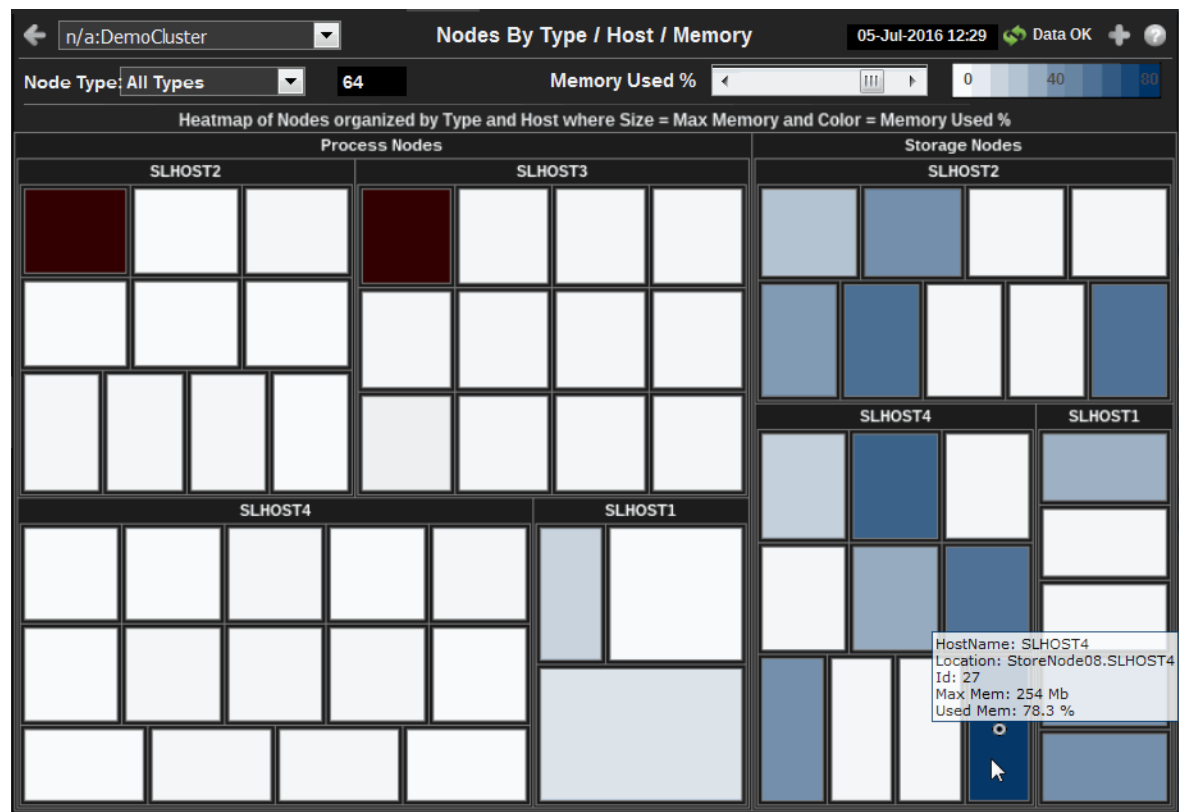 n/a:DemoCluster Nodes By Type / Host / Memory 05-Jul-2016 12:29 Data OK
Node Type: All Types 64 Memory Used % 0 40 80
Heatmap of Nodes organized by Type and Host where Size = Max Memory and Color = Memory Used %
Process Nodes Storage Nodes
SLHOST2 SLHOST3 SLHOST2
SLHOST4 SLHOST1
SLHOST4 SLHOST1
HostName: SLHOST4
Location: StoreNode08.SLHOST4
Id: 27
Max Mem: 254 Mb
Used Mem: 78.3 %